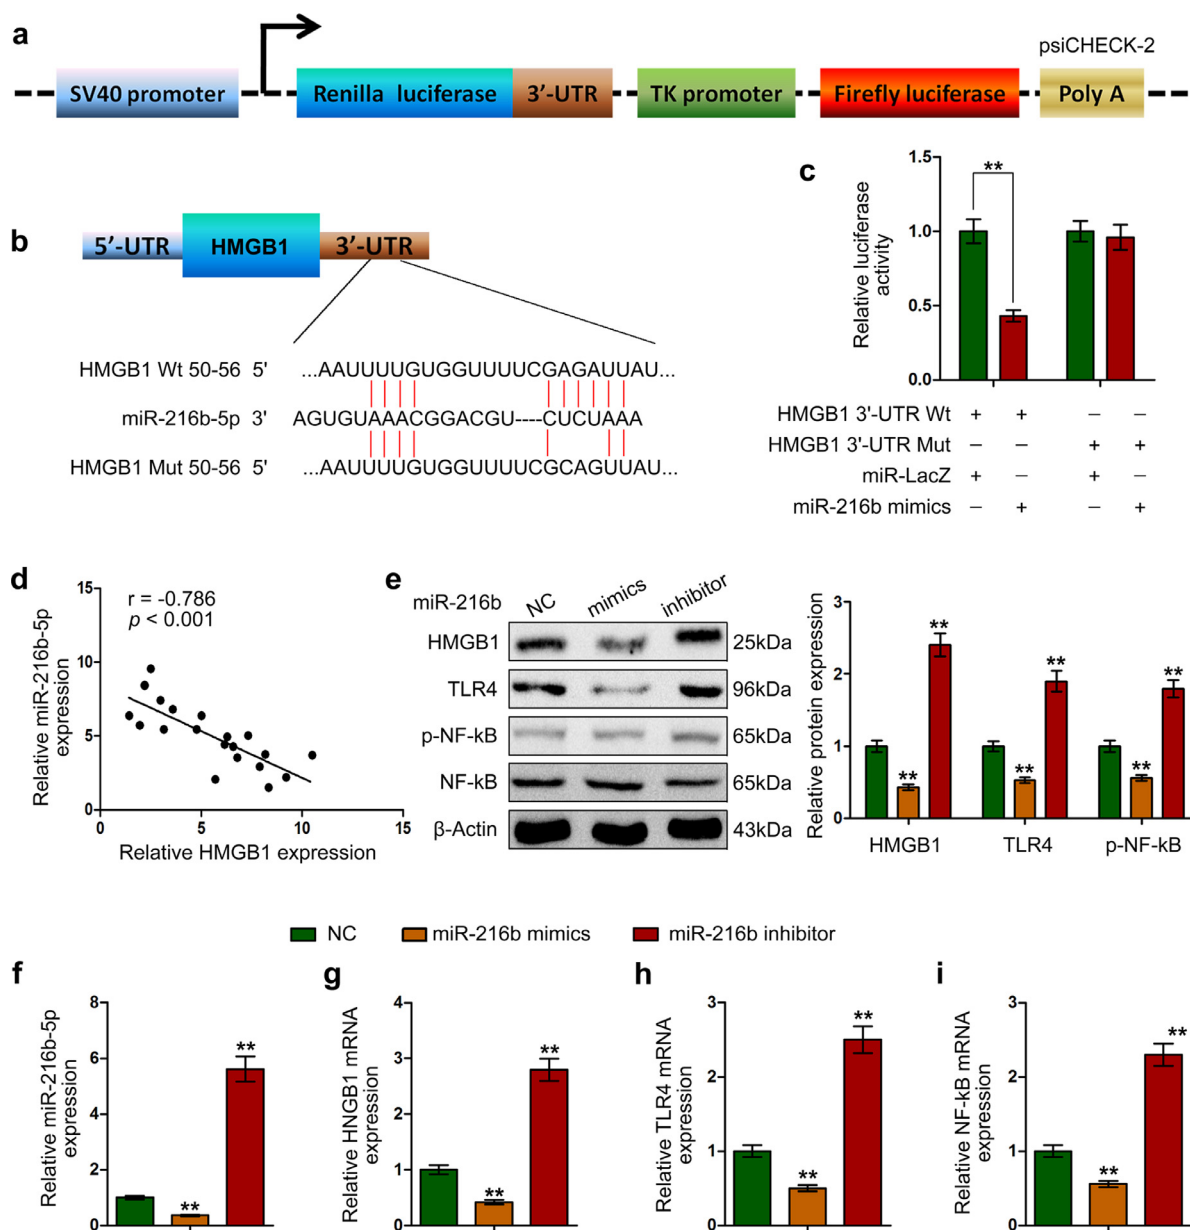 a
psiCHECK-2
SV40 promoter
Renilla luciferase
3'-UTR
TK promoter
Firefly luciferase
Poly A
b
5'-UTR
HMGB1
3'-UTR
HMGB1 Wt 50-56 5' ...AAUUUUGUGGUUUUCGAGAUUAU...
miR-216b-5p 3' AGUGUAAACGGACGU----CUCUAAA
HMGB1 Mut 50-56 5' ...AAUUUUGUGGUUUUCGCAGUUAU...
c
Relative luciferase
activity
1.5
1.0
0.5
0.0
**
HMGB1 3'-UTR Wt + + – –
HMGB1 3'-UTR Mut – – + +
miR-LacZ + – + –
miR-216b mimics – + – +
d
Relative miR-216b-5p
expression
15
10
5
0
r = -0.786
p < 0.001
0 5 10 15
Relative HMGB1 expression
e
miR-216b NC mimics inhibitor
HMGB1 25kDa
TLR4 96kDa
p-NF-kB 65kDa
NF-kB 65kDa
β-Actin 43kDa
Relative protein expression
3
2
1
0
** ** ** ** ** **
HMGB1 TLR4 p-NF-kB
NC miR-216b mimics miR-216b inhibitor
f
Relative miR-216b-5p
expression
8
6
4
2
0
** **
g
Relative HNGB1 mRNA
expression
4
3
2
1
0
** **
h
Relative TLR4 mRNA
expression
3
2
1
0
** **
i
Relative NF-kB mRNA
expression
3
2
1
0
** **